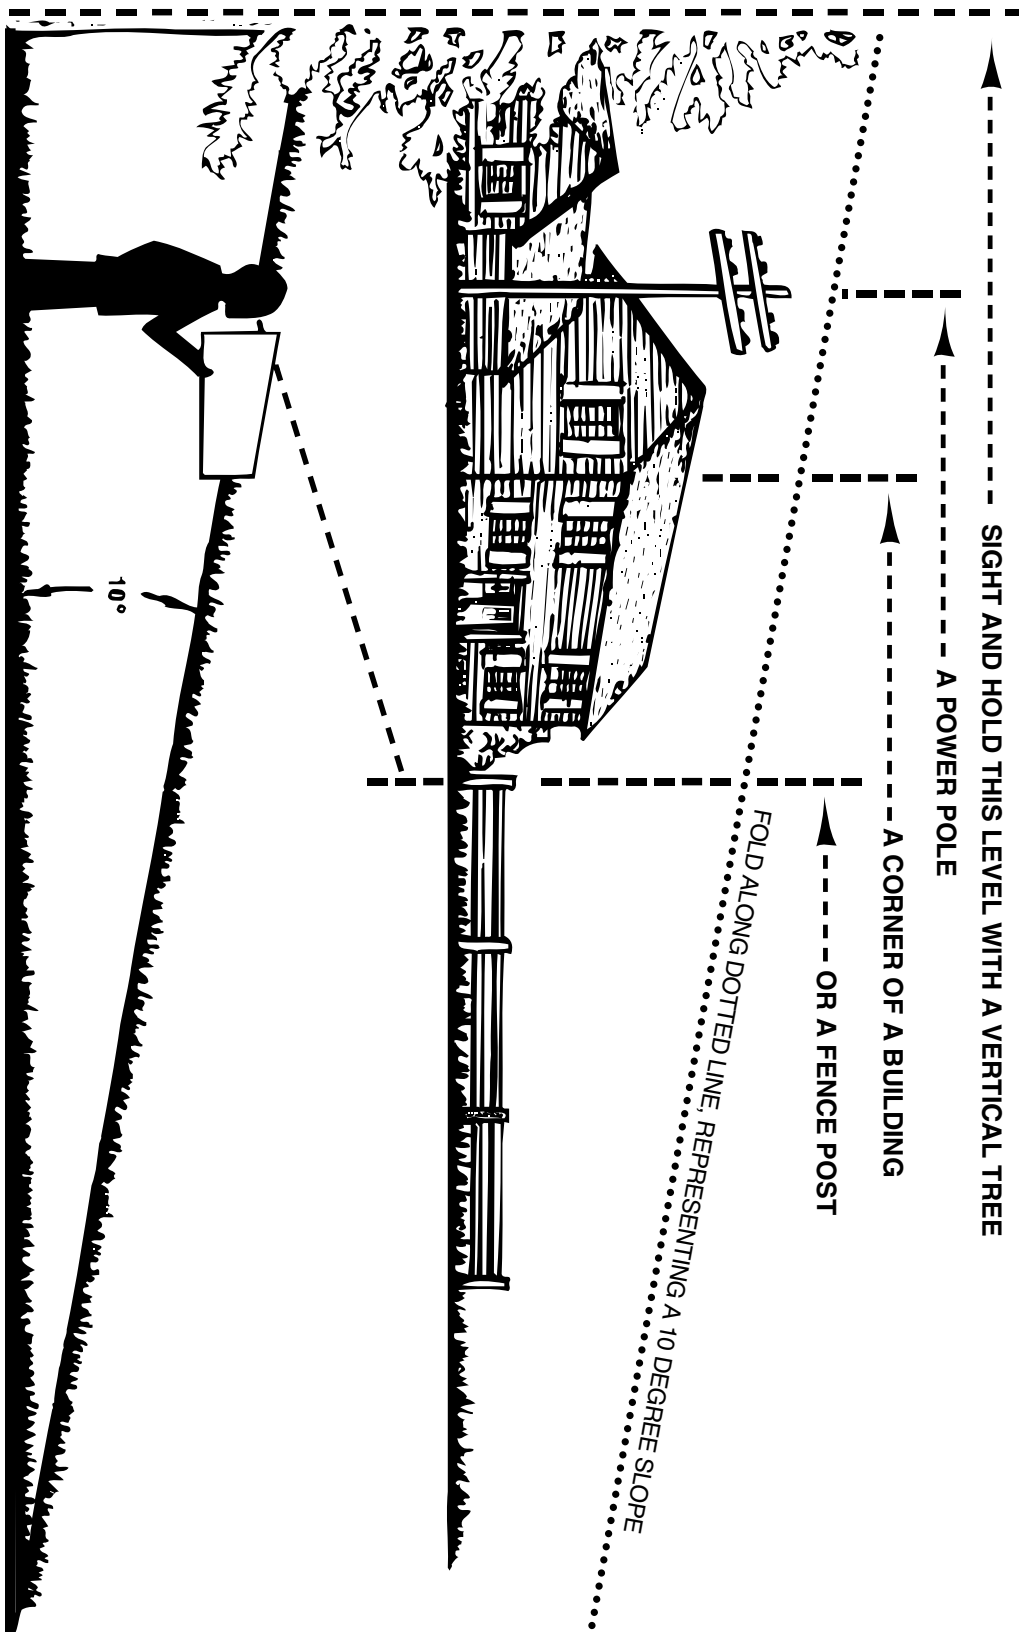 SIGHT AND HOLD THIS LEVEL WITH A VERTICAL TREE
A POWER POLE
A CORNER OF A BUILDING
OR A FENCE POST
FOLD ALONG DOTTED LINE, REPRESENTING A 10 DEGREE SLOPE
10°